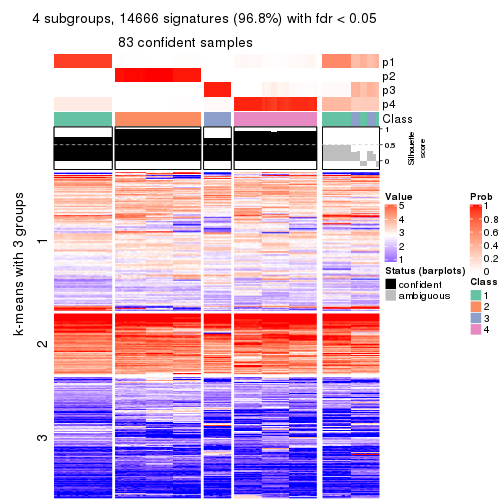 4 subgroups, 14666 signatures (96.8%) with fdr < 0.05
83 confident samples
p1
p2
p3
p4
Class
1
0.5
0
Silhouette
score
k-means with 3 groups
1
2
3
Value
5
4
3
2
1
Status (barplots)
confident
ambiguous
Prob
1
0.8
0.6
0.4
0.2
0
Class
1
2
3
4